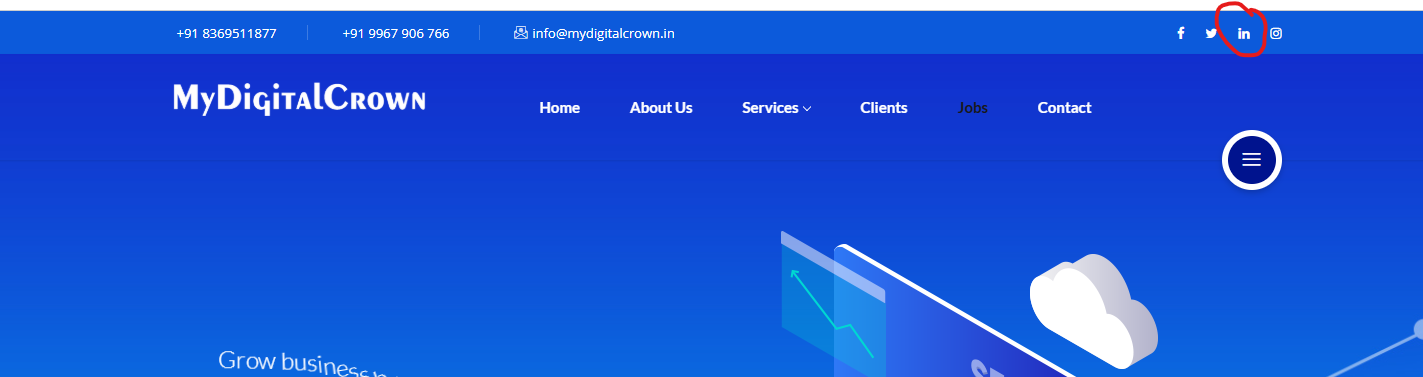 +91 8369511877 +91 9967 906 766 info@mydigitalcrown.in
MyDigitalCrown
Home About Us Services Clients Jobs Contact
Grow business